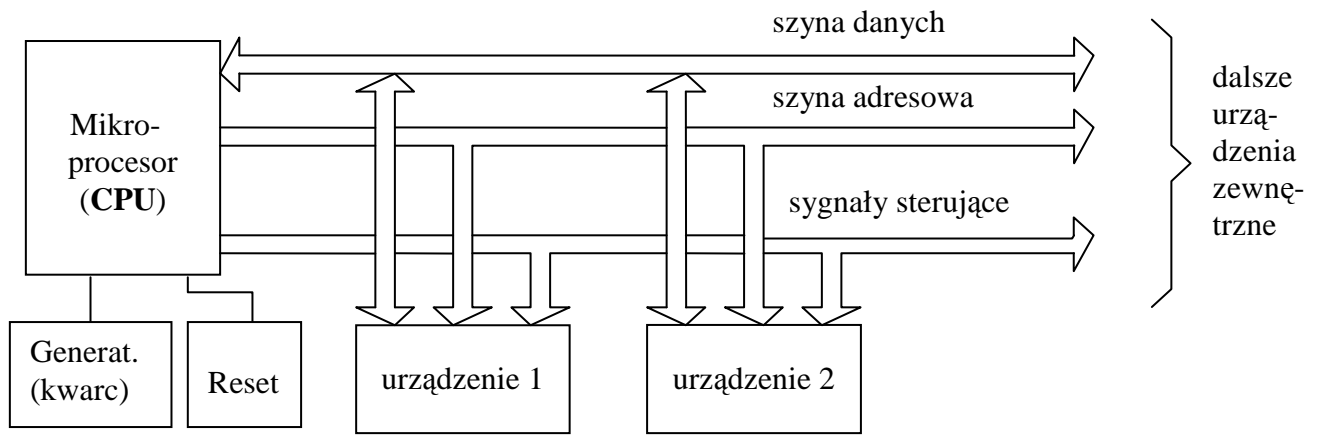 szyna danych
szyna adresowa
sygnały sterujące
dalsze
urzą-
dzenia
zewnę-
trzne
Mikro-
procesor
(CPU)
Generat.
(kwarc)
Reset
urządzenie 1
urządzenie 2